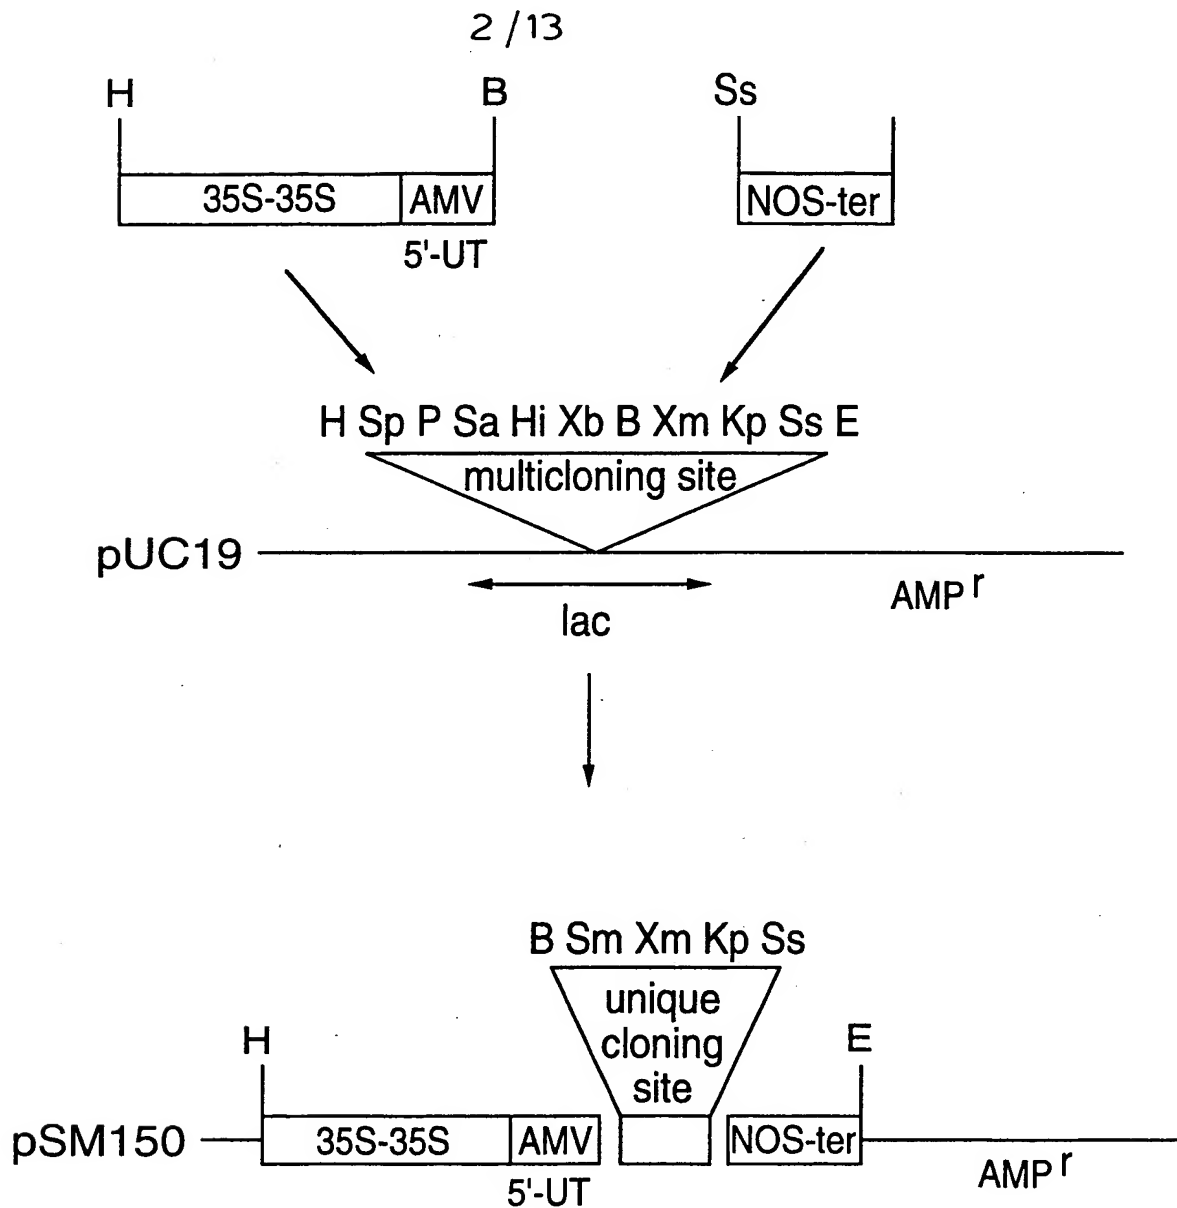 2/13
H B Ss
35S-35S AMV NOS-ter
5'-UT
H Sp P Sa Hi Xb B Xm Kp Ss E
multicloning site
pUC19
AMP r
lac
B Sm Xm Kp Ss
unique
cloning
site
H E
pSM150 35S-35S AMV NOS-ter
5'-UT AMP r